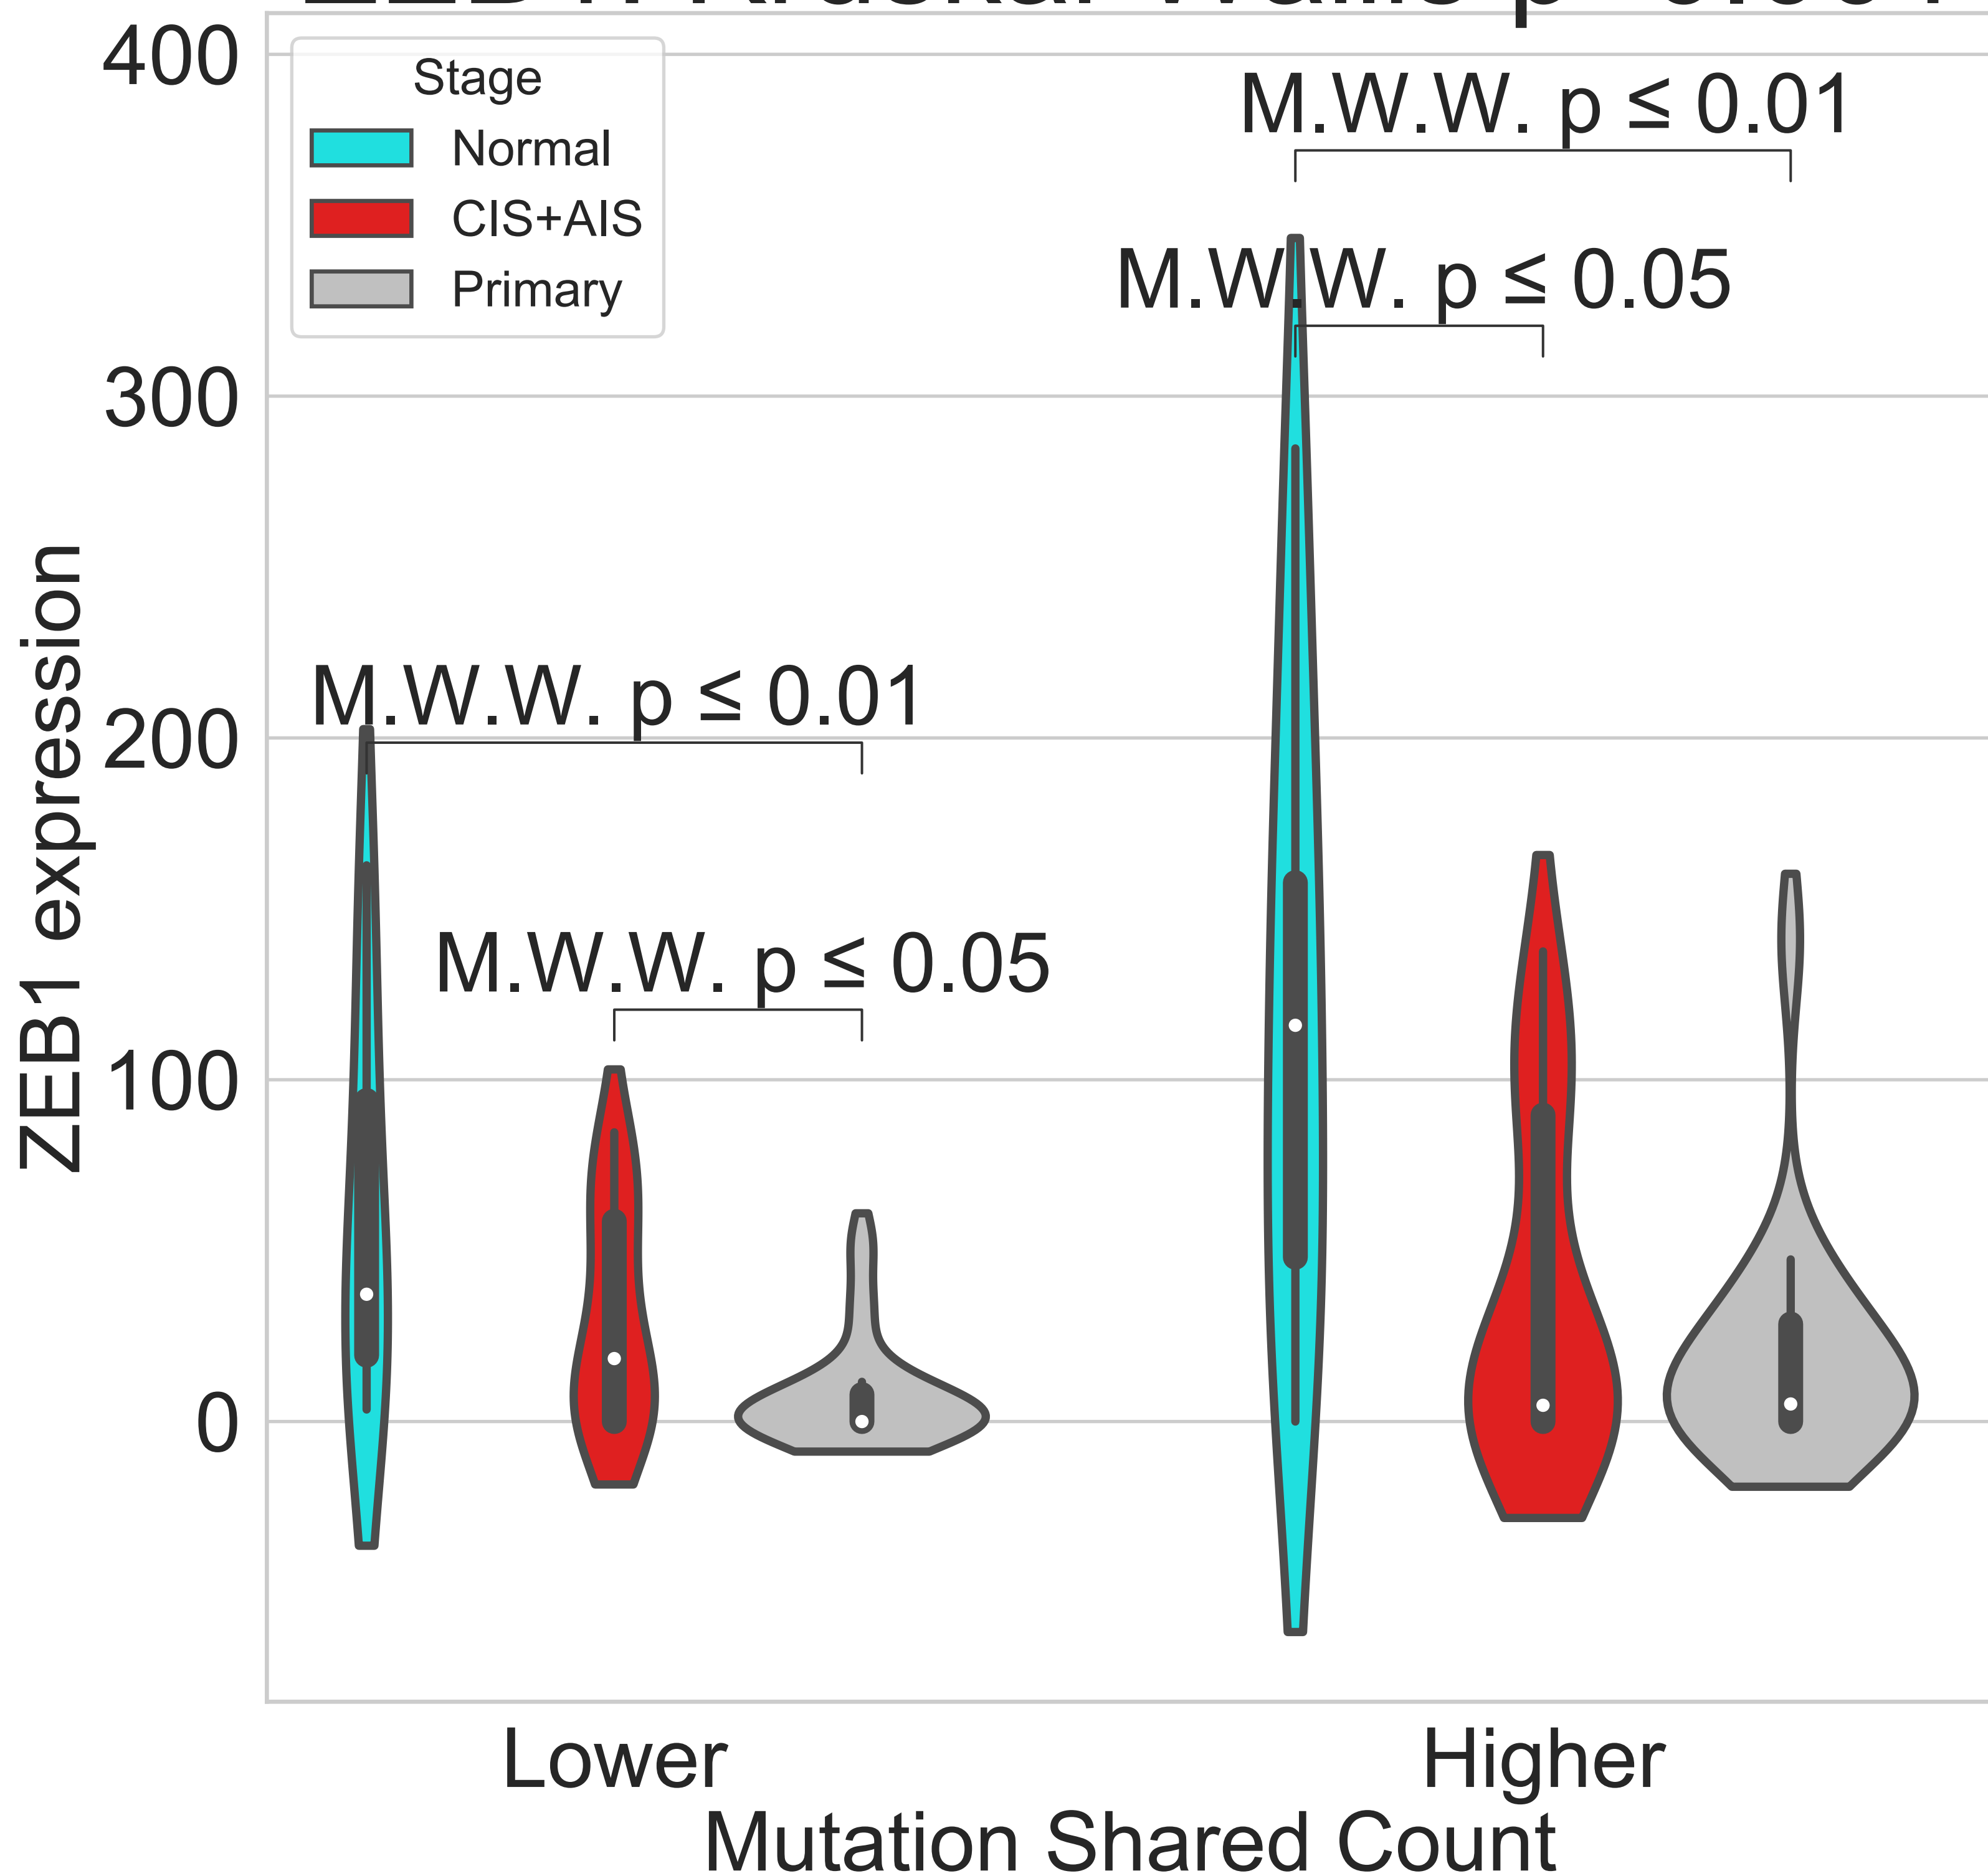 400
Stage
Normal
CIS+AIS
Primary
M.W.W. p ≤ 0.01
M.W.W. p ≤ 0.05
300
M.W.W. p ≤ 0.01
200
M.W.W. p ≤ 0.05
100
0
ZEB1 expression
Lower
Higher
Mutation Shared Count